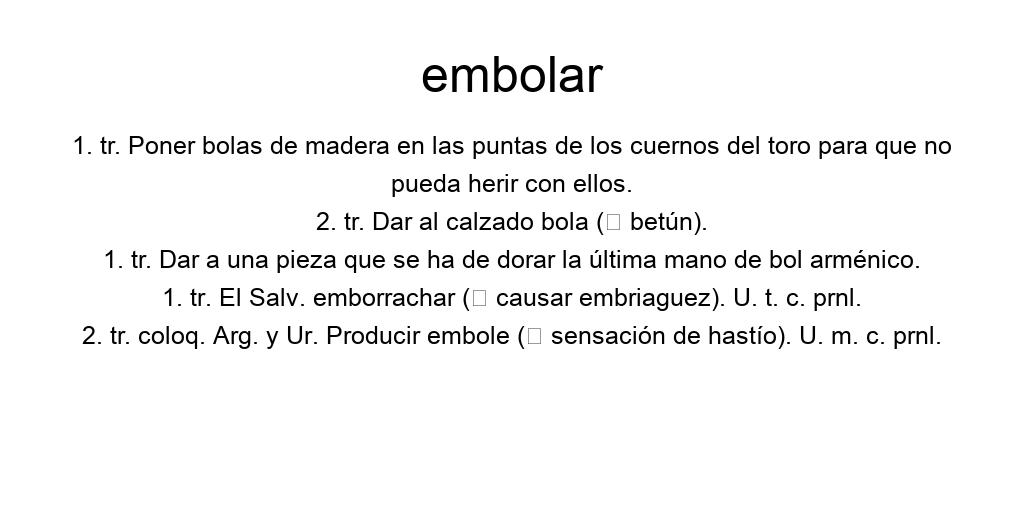 embolar
1. tr. Poner bolas de madera en las puntas de los cuernos del toro para que no
pueda herir con ellos.
2. tr. Dar al calzado bola (□ betún).
1. tr. Dar a una pieza que se ha de dorar la última mano de bol arménico.
1. tr. El Salv. emborrachar (□ causar embriaguez). U. t. c. prnl.
2. tr. coloq. Arg. y Ur. Producir embole (□ sensación de hastío). U. m. c. prnl.